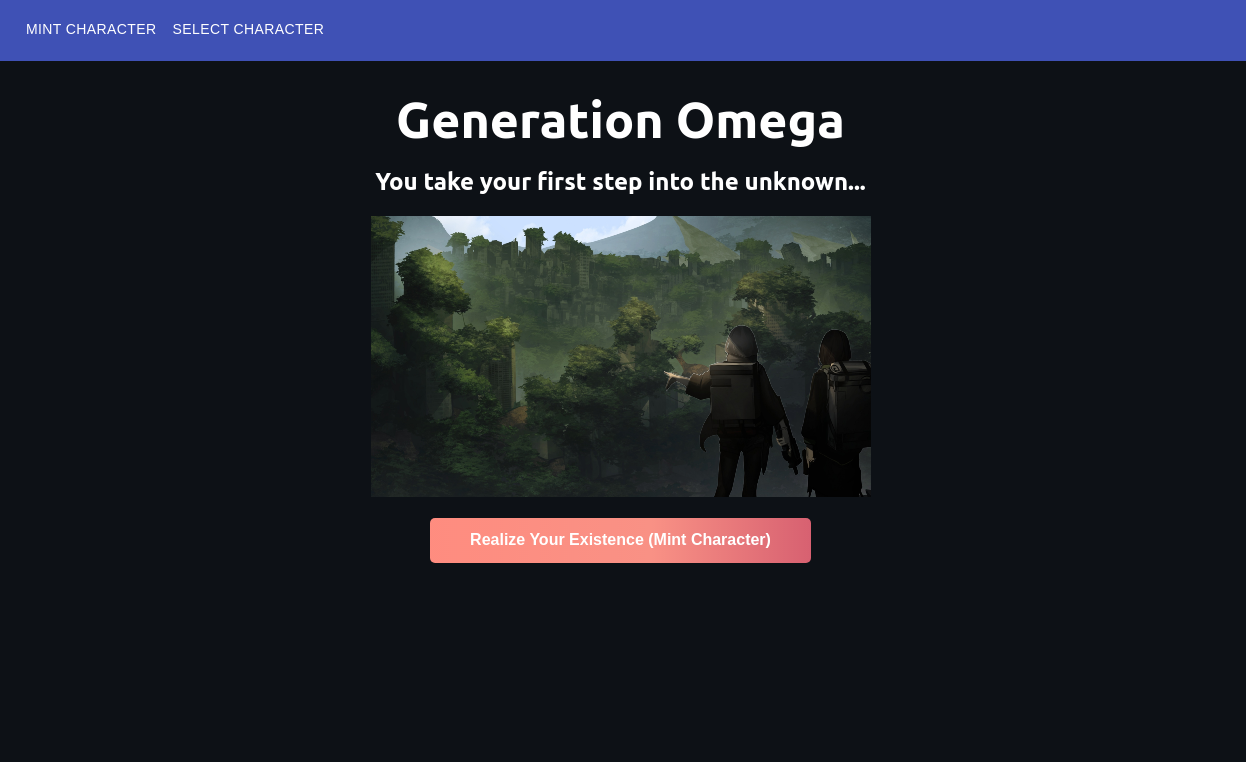 MINT CHARACTER SELECT CHARACTER
Generation Omega
You take your first step into the unknown...
Realize Your Existence (Mint Character)